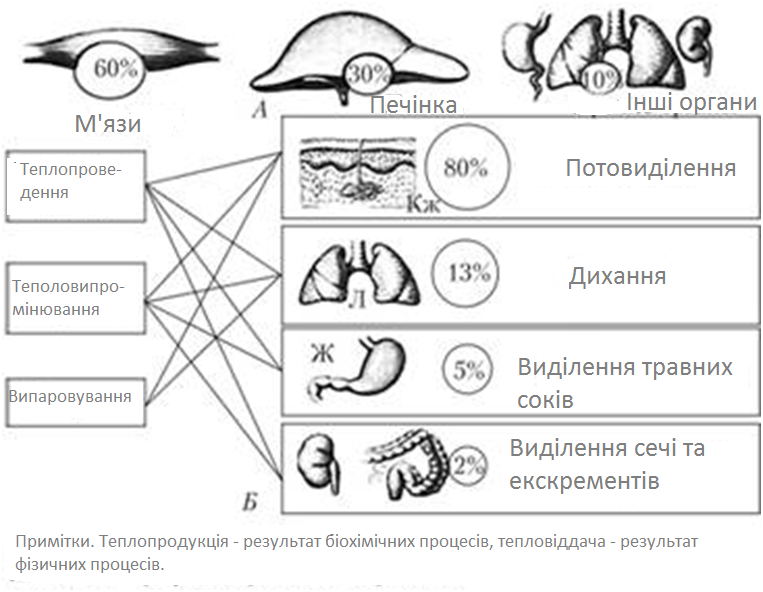 60%
30%
10%
А
М'язи
Печінка
Інші органи
Теплопрове-
дення
Теполовипро-
мінювання
Випаровування
80%
Кж
Потовиділення
13%
Л
Дихання
Ж
5%
Виділення травних
соків
2%
Виділення сечі та
екскрементів
Б
Примітки. Теплопродукція - результат біохімічних процесів, тепловіддача - результат
фізичних процесів.